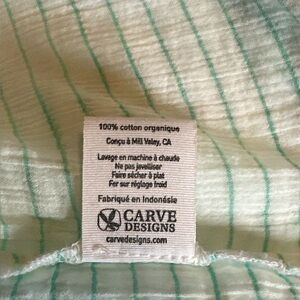 100% cotton organique
Conçu à Mill Valey, CA
Lavage en machine à chaude
Ne pas javelliser
Faire sécher à plat
Fer sur réglage froid
Fabriqué en Indonésie
CARVE
DESIGNS
carvedesigns.com